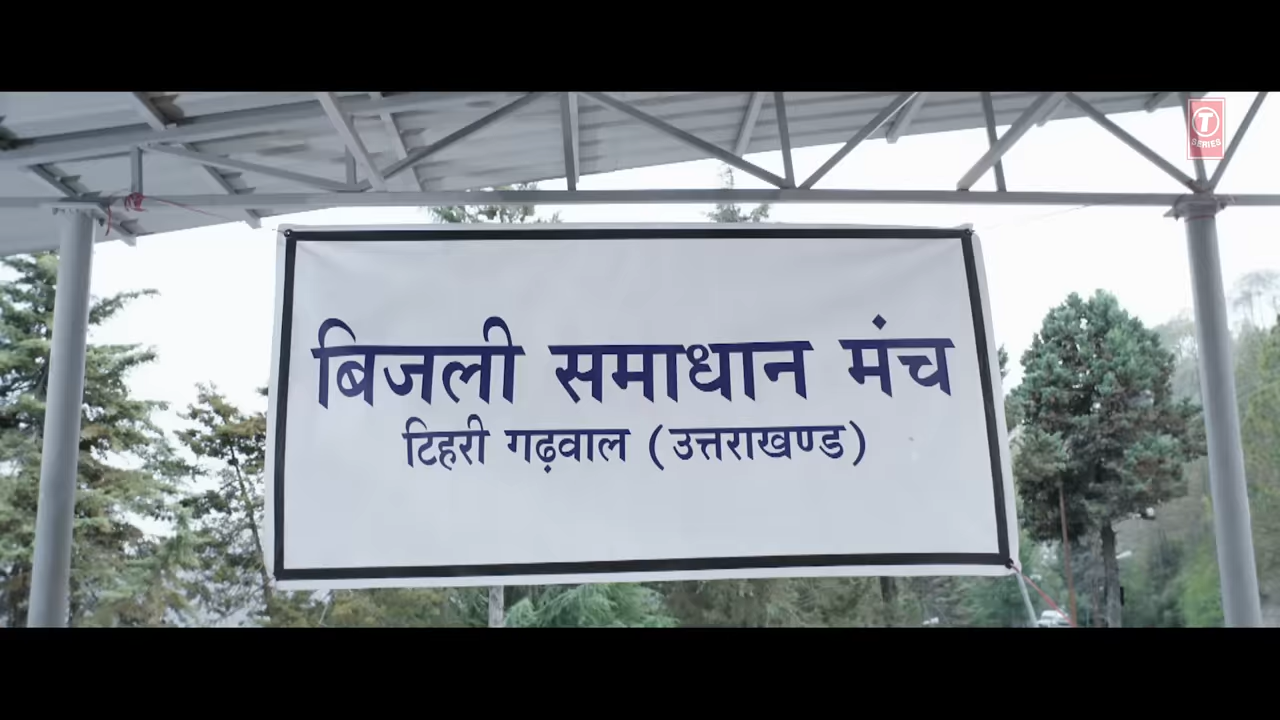 T
SERIES
बिजली समाधान मंच
टिहरी गढ़वाल (उत्तराखण्ड)